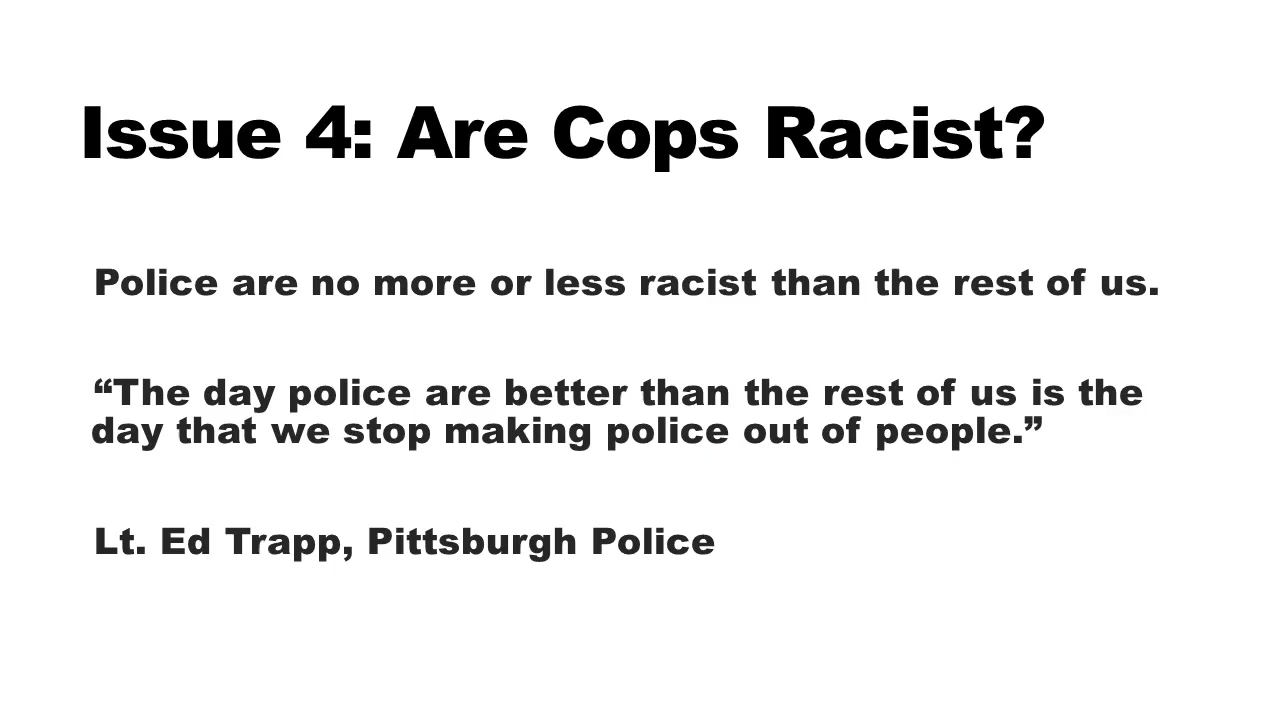 Issue 4: Are Cops Racist?
Police are no more or less racist than the rest of us.
“The day police are better than the rest of us is the
day that we stop making police out of people.”
Lt. Ed Trapp, Pittsburgh Police